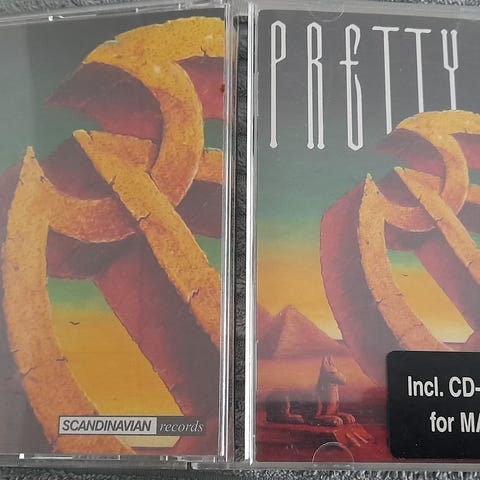 SCANDINAVIAN records
PRETTY
Incl. CD-
for MA